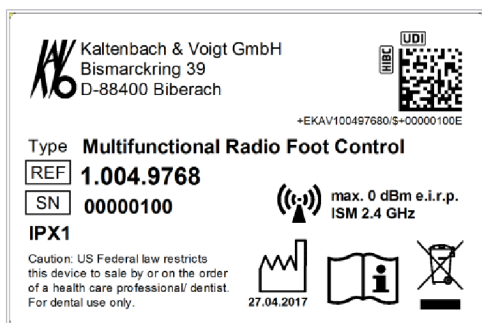 KAVO
Kaltenbach & Voigt GmbH
Bismarckring 39
D-88400 Biberach
UDI
HIBC
+EKAV100497680/$+00000100E
Type Multifunctional Radio Foot Control
REF 1.004.9768
SN 00000100
max. 0 dBm e.i.r.p.
ISM 2.4 GHz
IPX1
Caution: US Federal law restricts
this device to sale by or on the order
of a health care professional/ dentist.
For dental use only.
27.04.2017